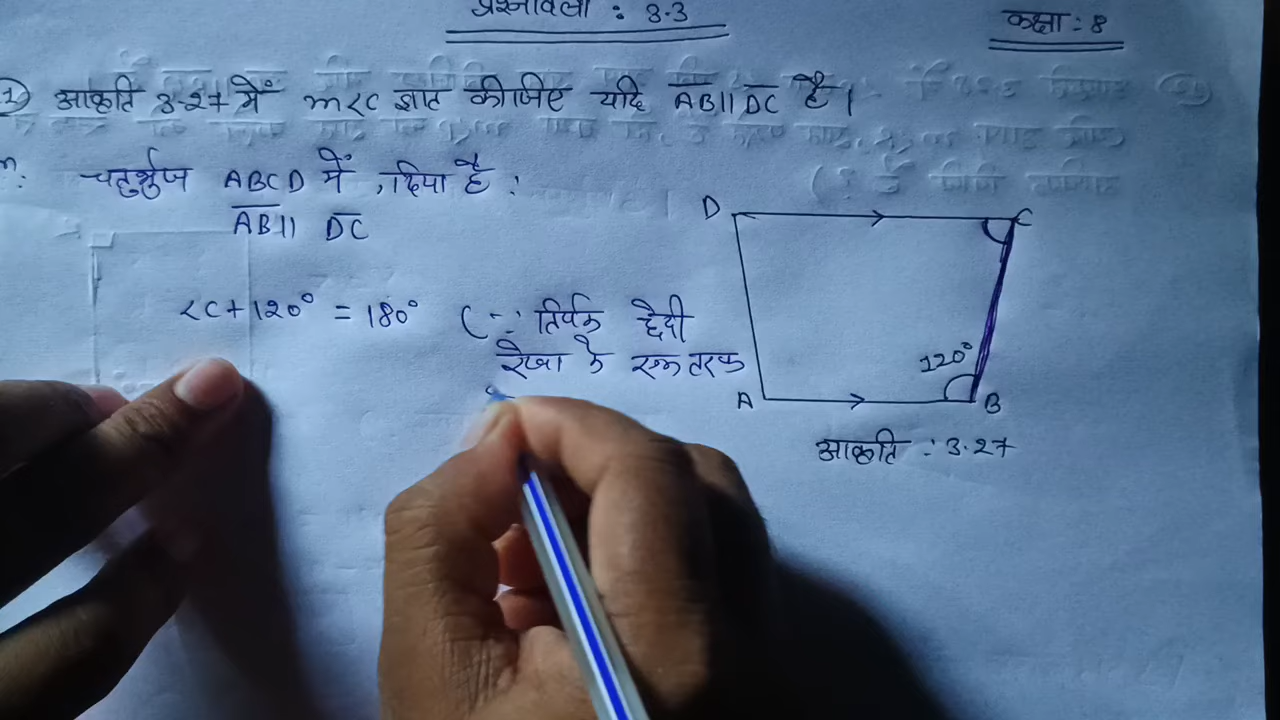 प्रश्नावली : 3.3
कक्षा : 8
11) आकृति 3.27 में m<C ज्ञात कीजिए यदि AB || DC है।
चतुर्भुज ABCD में, दिया है :
AB || DC
<C + 120° = 180° (∵ तिर्यक छेदी
रेखा के एक तरफ
D
C
120°
A
B
आकृति : 3.27